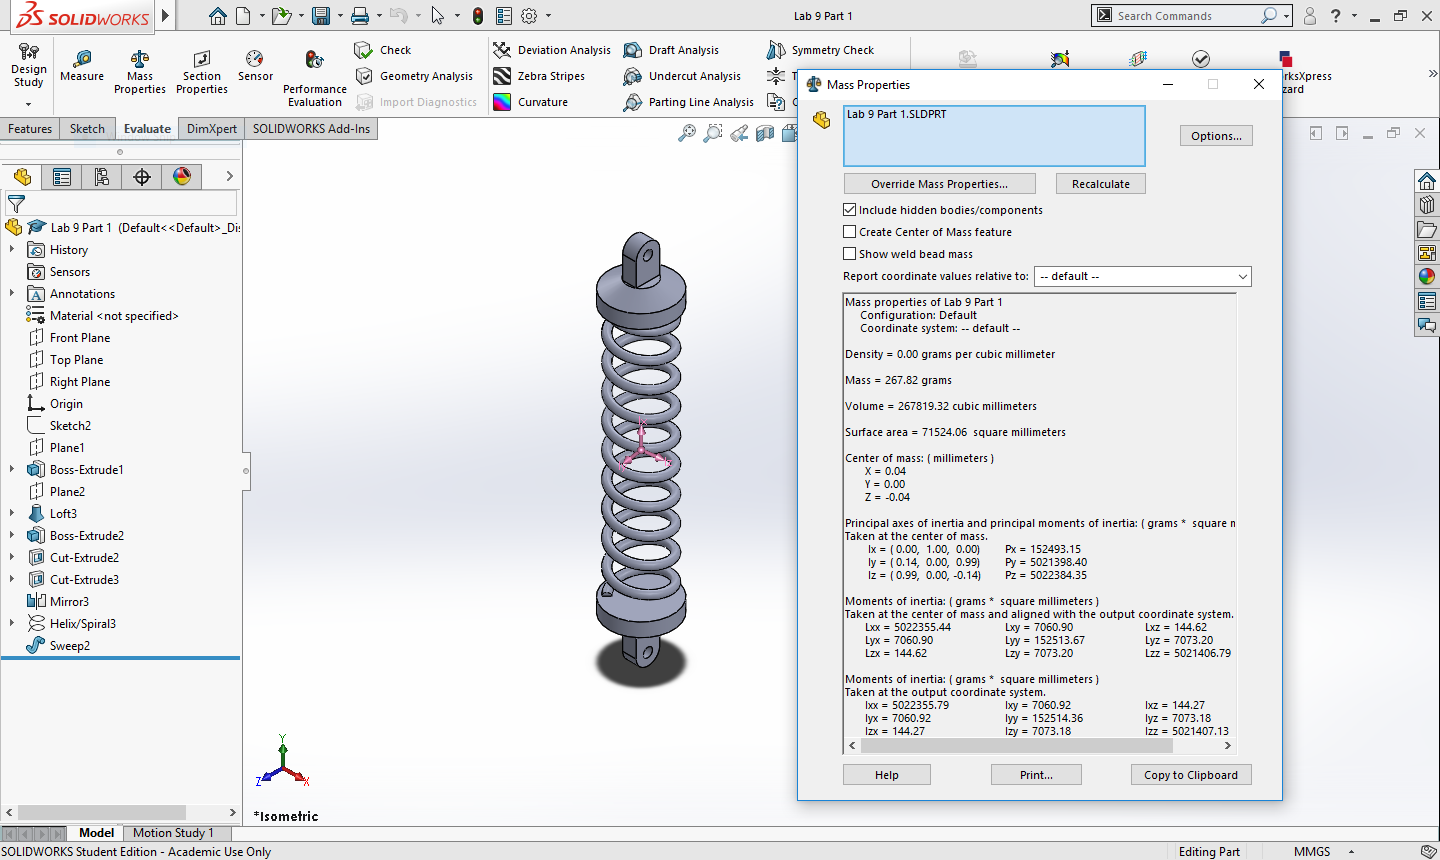 SOLIDWORKS
Lab 9 Part 1
Search Commands
Design Study
Measure
Mass Properties
Section Properties
Sensor
Performance Evaluation
Check
Geometry Analysis
Import Diagnostics
Deviation Analysis
Zebra Stripes
Curvature
Draft Analysis
Undercut Analysis
Parting Line Analysis
Symmetry Check
Features
Sketch
Evaluate
DimXpert
SOLIDWORKS Add-Ins
Lab 9 Part 1 (Default<<Default>_Di
History
Sensors
Annotations
Material <not specified>
Front Plane
Top Plane
Right Plane
Origin
Sketch2
Plane1
Boss-Extrude1
Plane2
Loft3
Boss-Extrude2
Cut-Extrude2
Cut-Extrude3
Mirror3
Helix/Spiral3
Sweep2
Y
Z
X
*Isometric
Mass Properties
Lab 9 Part 1.SLDPRT
Options...
Override Mass Properties...
Recalculate
Include hidden bodies/components
Create Center of Mass feature
Show weld bead mass
Report coordinate values relative to:
-- default --
Mass properties of Lab 9 Part 1
Configuration: Default
Coordinate system: -- default --
Density = 0.00 grams per cubic millimeter
Mass = 267.82 grams
Volume = 267819.32 cubic millimeters
Surface area = 71524.06 square millimeters
Center of mass: ( millimeters )
X = 0.04
Y = 0.00
Z = -0.04
Principal axes of inertia and principal moments of inertia: ( grams * square m
Taken at the center of mass.
Ix = ( 0.00, 1.00, 0.00) Px = 152493.15
Iy = ( 0.14, 0.00, 0.99) Py = 5021398.40
Iz = ( 0.99, 0.00, -0.14) Pz = 5022384.35
Moments of inertia: ( grams * square millimeters )
Taken at the center of mass and aligned with the output coordinate system.
Lxx = 5022355.44 Lxy = 7060.90 Lxz = 144.62
Lyx = 7060.90 Lyy = 152513.67 Lyz = 7073.20
Lzx = 144.62 Lzy = 7073.20 Lzz = 5021406.79
Moments of inertia: ( grams * square millimeters )
Taken at the output coordinate system.
Ixx = 5022355.79 Ixy = 7060.92 Ixz = 144.27
Iyx = 7060.92 Iyy = 152514.36 Iyz = 7073.18
Izx = 144.27 Izy = 7073.18 Izz = 5021407.13
Help
Print...
Copy to Clipboard
Model
Motion Study 1
SOLIDWORKS Student Edition - Academic Use Only
Editing Part
MMGS